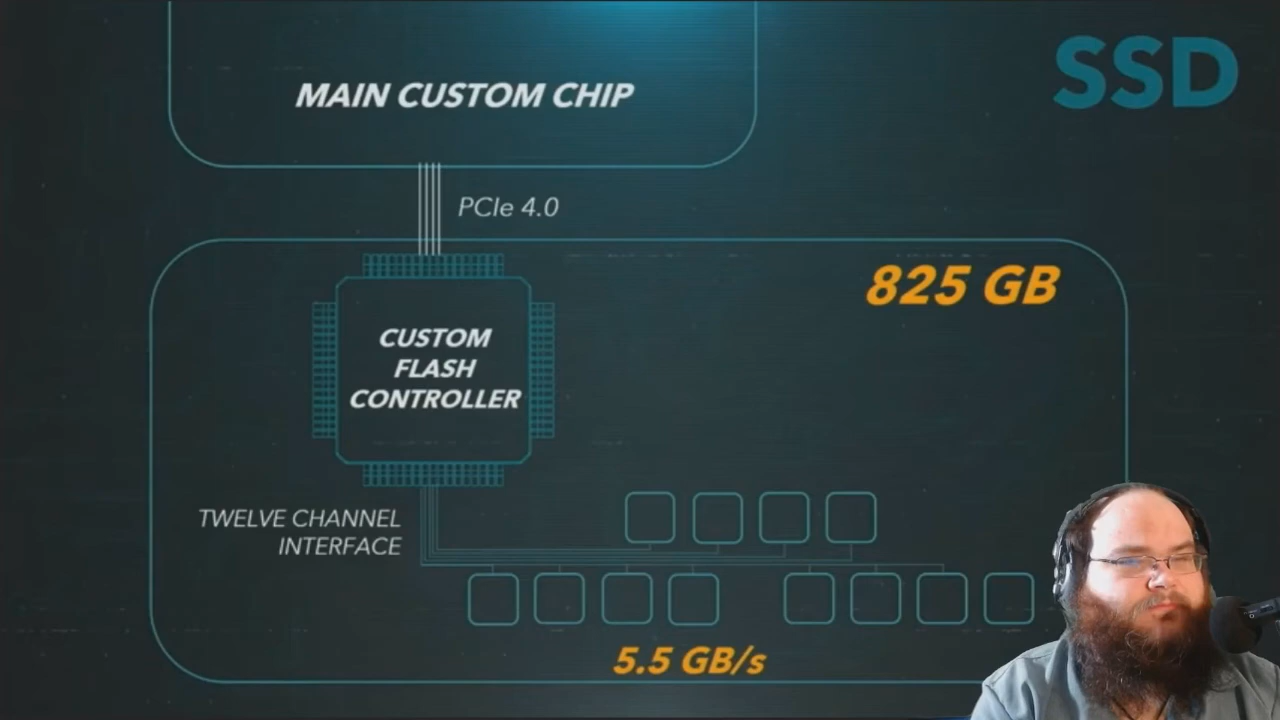 SSD
MAIN CUSTOM CHIP
PCIe 4.0
825 GB
CUSTOM
FLASH
CONTROLLER
TWELVE CHANNEL
INTERFACE
5.5 GB/s